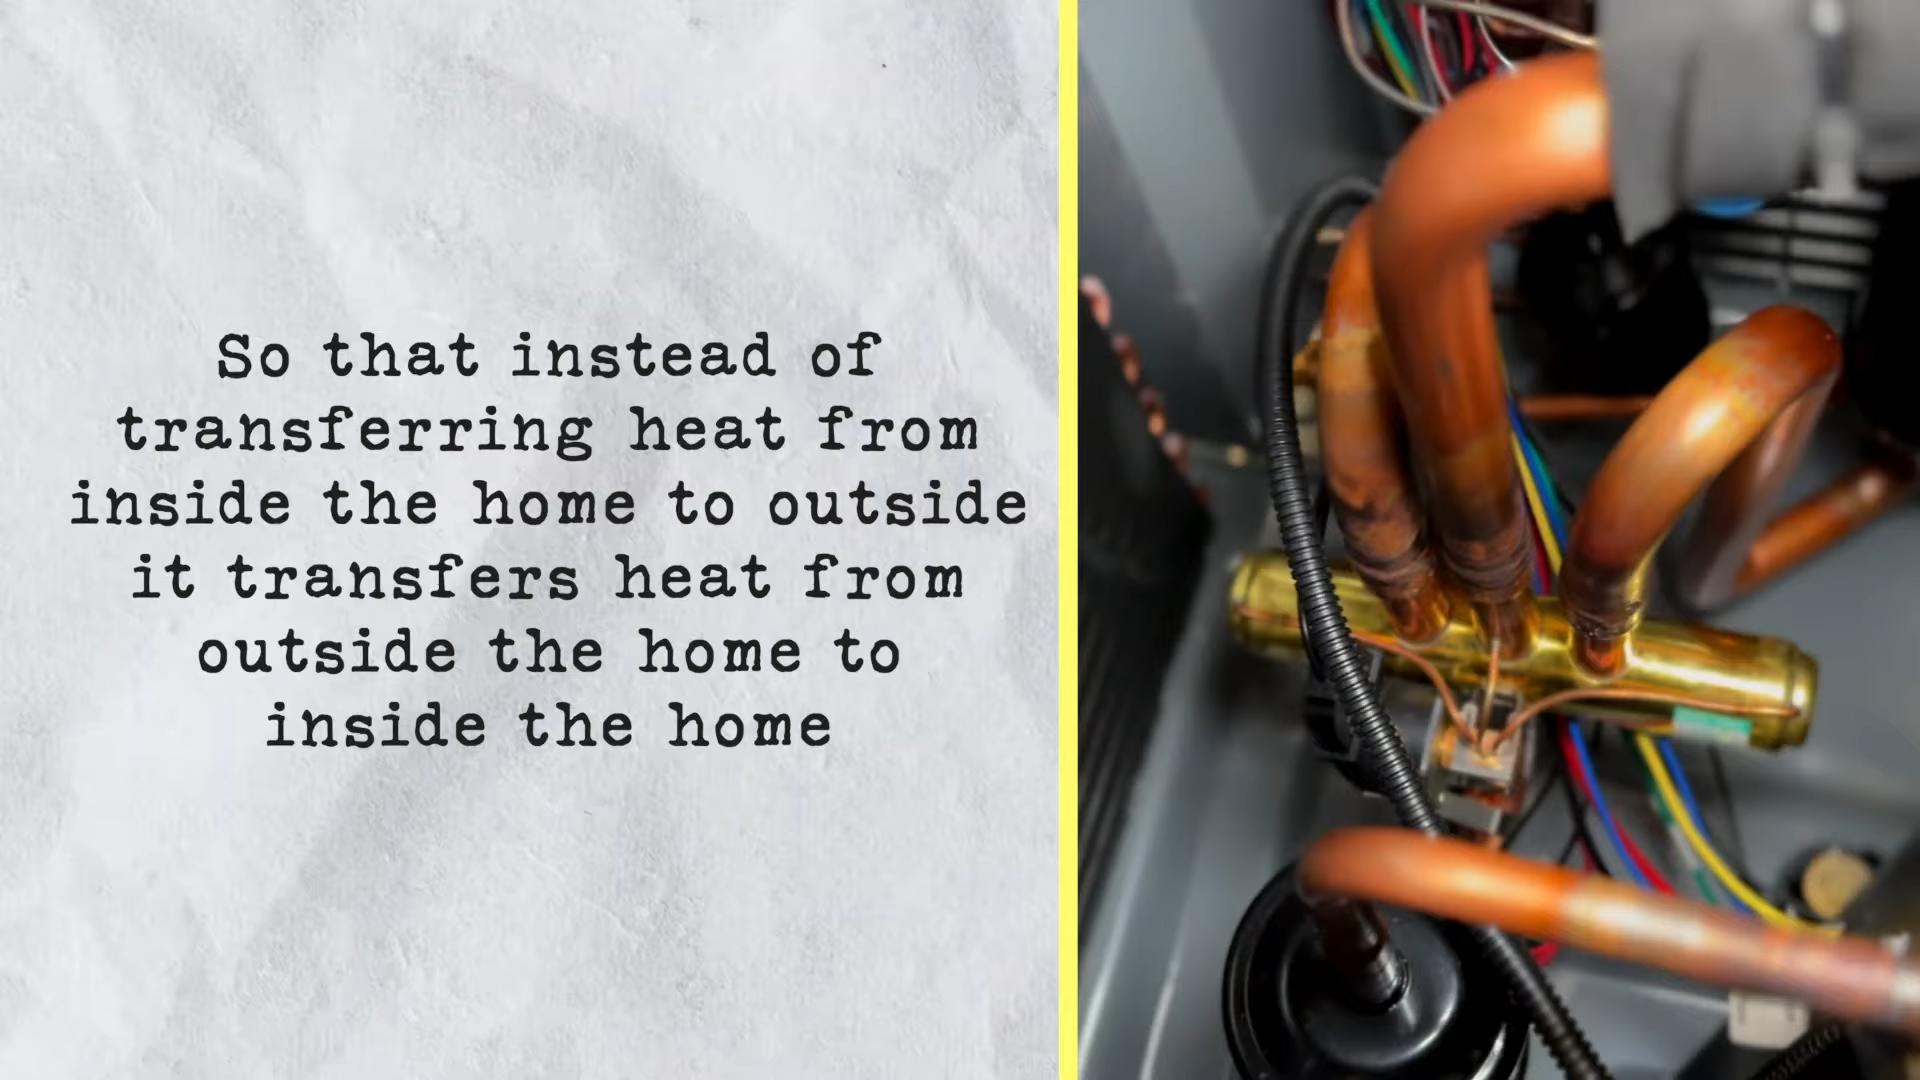 So that instead of
transferring heat from
inside the home to outside
it transfers heat from
outside the home to
inside the home